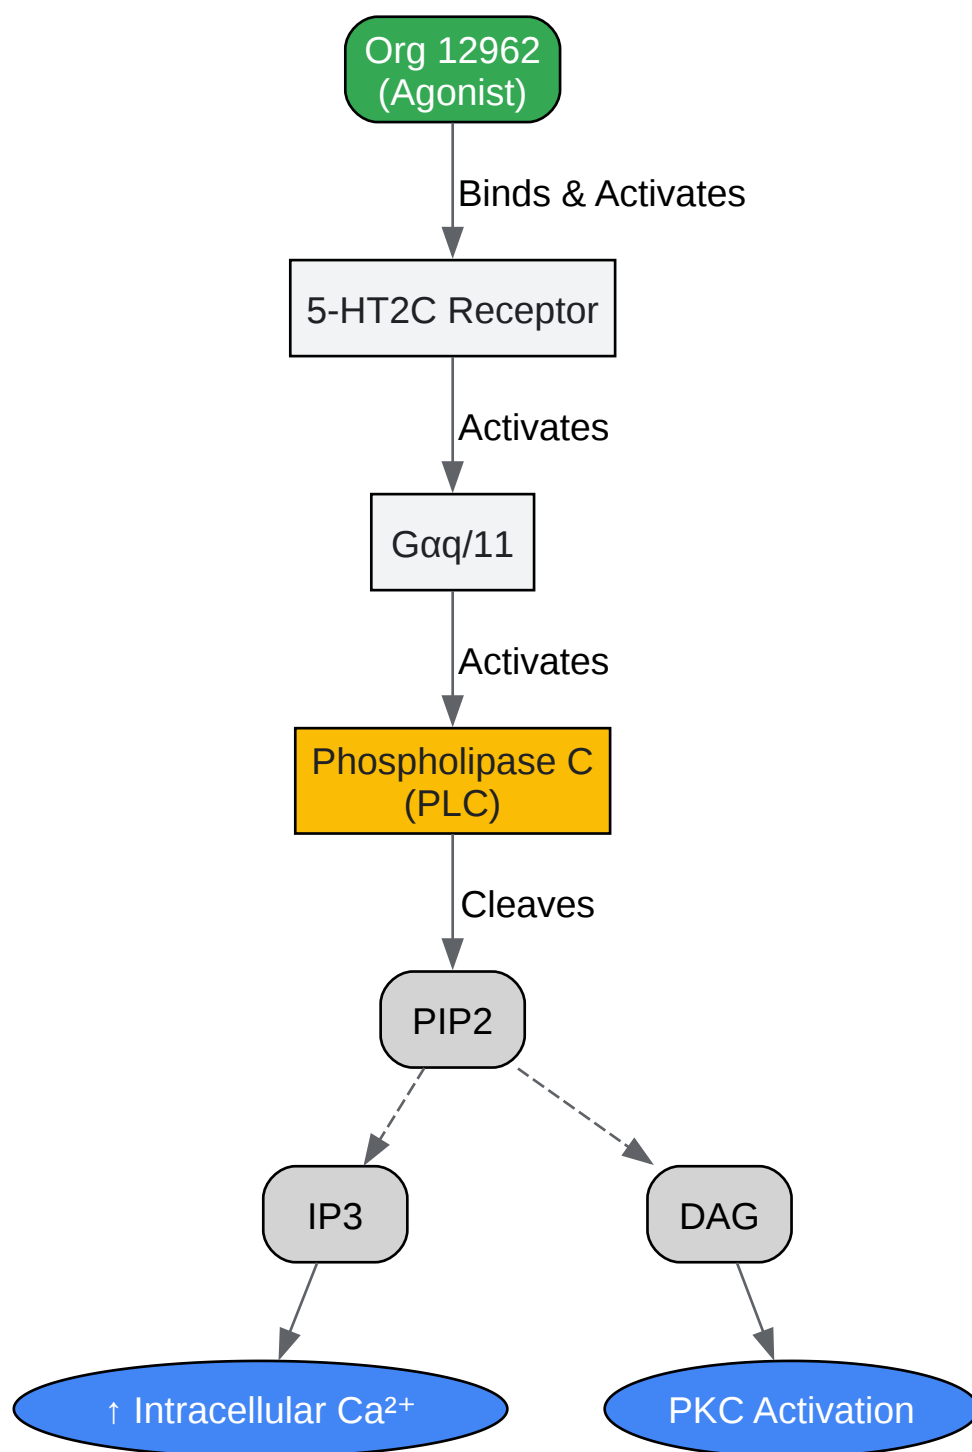 Org 12962
(Agonist)
Binds & Activates
5-HT2C Receptor
Activates
Gαq/11
Activates
Phospholipase C
(PLC)
Cleaves
PIP2
IP3
DAG
↑ Intracellular Ca²⁺
PKC Activation